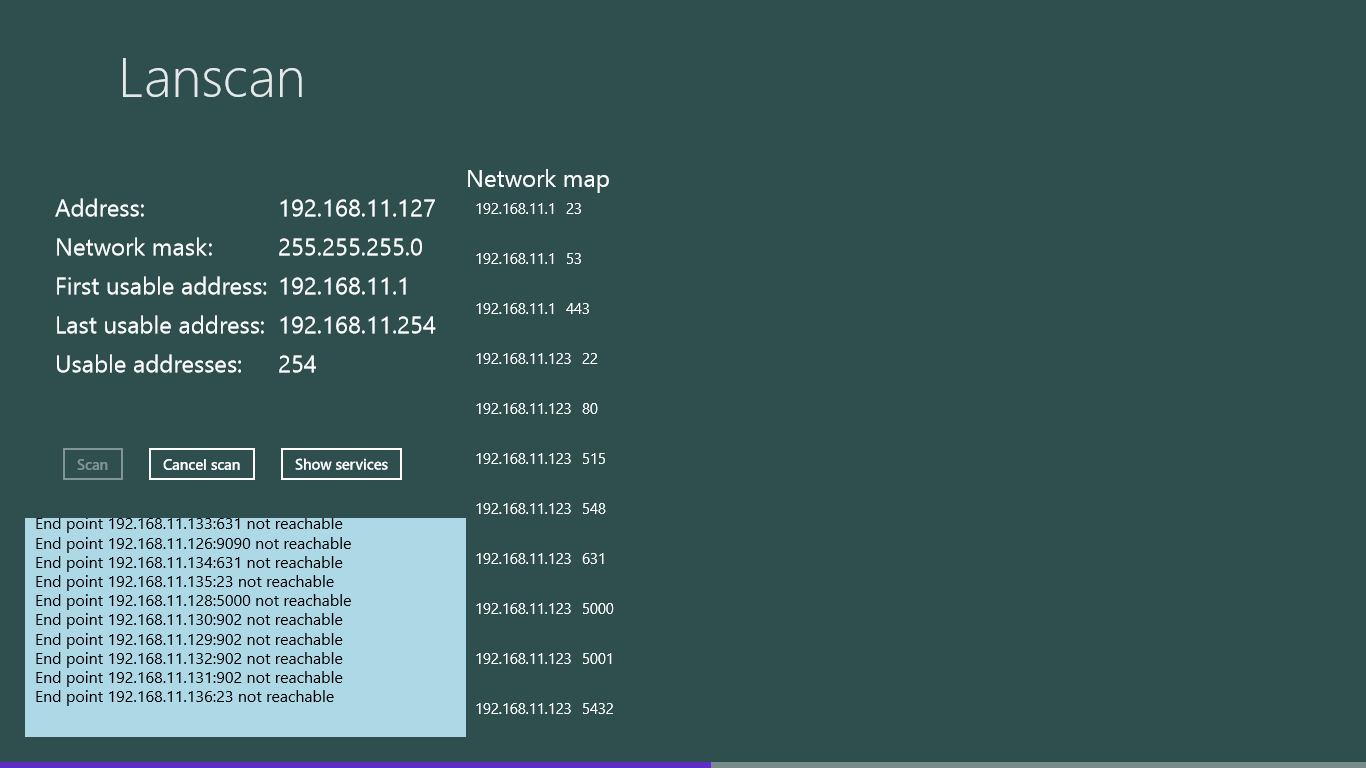 Lanscan
Address: 192.168.11.127
Network mask: 255.255.255.0
First usable address: 192.168.11.1
Last usable address: 192.168.11.254
Usable addresses: 254
Scan
Cancel scan
Show services
End point 192.168.11.133:631 not reachable
End point 192.168.11.126:9090 not reachable
End point 192.168.11.134:631 not reachable
End point 192.168.11.135:23 not reachable
End point 192.168.11.128:5000 not reachable
End point 192.168.11.130:902 not reachable
End point 192.168.11.129:902 not reachable
End point 192.168.11.132:902 not reachable
End point 192.168.11.131:902 not reachable
End point 192.168.11.136:23 not reachable
Network map
192.168.11.1 23
192.168.11.1 53
192.168.11.1 443
192.168.11.123 22
192.168.11.123 80
192.168.11.123 515
192.168.11.123 548
192.168.11.123 631
192.168.11.123 5000
192.168.11.123 5001
192.168.11.123 5432